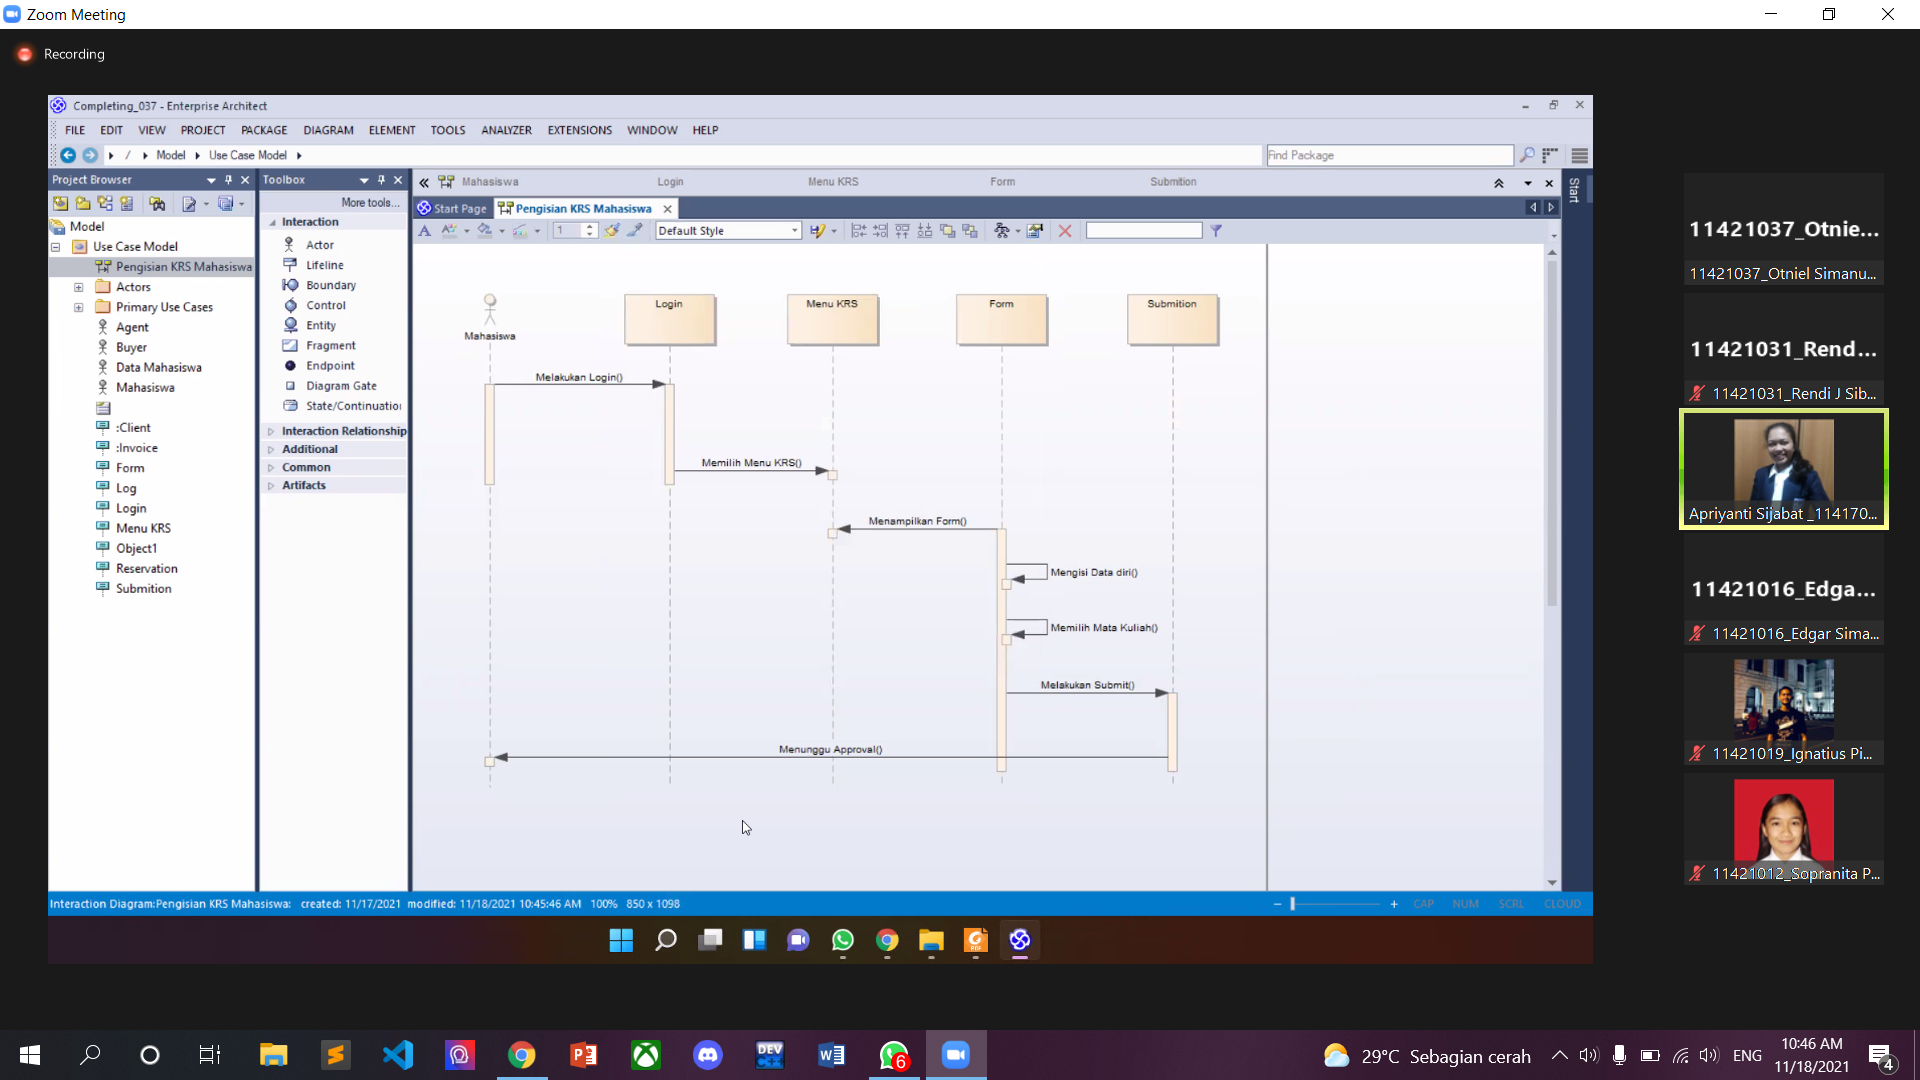 Zoom Meeting
Recording
Completing_037 - Enterprise Architect
FILE EDIT VIEW PROJECT PACKAGE DIAGRAM ELEMENT TOOLS ANALYZER EXTENSIONS WINDOW HELP
/ Model Use Case Model
Find Package
Project Browser
Toolbox
More tools...
Mahasiswa Login Menu KRS Form Submition
Start
Start Page
Pengisian KRS Mahasiswa
1
Default Style
Model
Use Case Model
Pengisian KRS Mahasiswa
Actors
Primary Use Cases
Agent
Buyer
Data Mahasiswa
Mahasiswa
:Client
:Invoice
Form
Log
Login
Menu KRS
Object1
Reservation
Submition
Interaction
Actor
Lifeline
Boundary
Control
Entity
Fragment
Endpoint
Diagram Gate
State/Continuation
Interaction Relationship
Additional
Common
Artifacts
Mahasiswa
Login
Menu KRS
Form
Submition
Melakukan Login()
Memilih Menu KRS()
Menampilkan Form()
Mengisi Data diri()
Memilih Mata Kuliah()
Melakukan Submit()
Menunggu Approval()
Interaction Diagram:Pengisian KRS Mahasiswa: created: 11/17/2021 modified: 11/18/2021 10:45:46 AM 100% 850 x 1098
CAP NUM SCRL CLOUD
11421037_Otnie...
11421037_Otniel Simanu...
11421031_Rend...
11421031_Rendi J Sib...
Apriyanti Sijabat _114170...
11421016_Edga...
11421016_Edgar Sima...
11421019_Ignatius Pi...
11421012_Sopranita P...
DEV C++
6
29°C Sebagian cerah
ENG
10:46 AM
11/18/2021
4